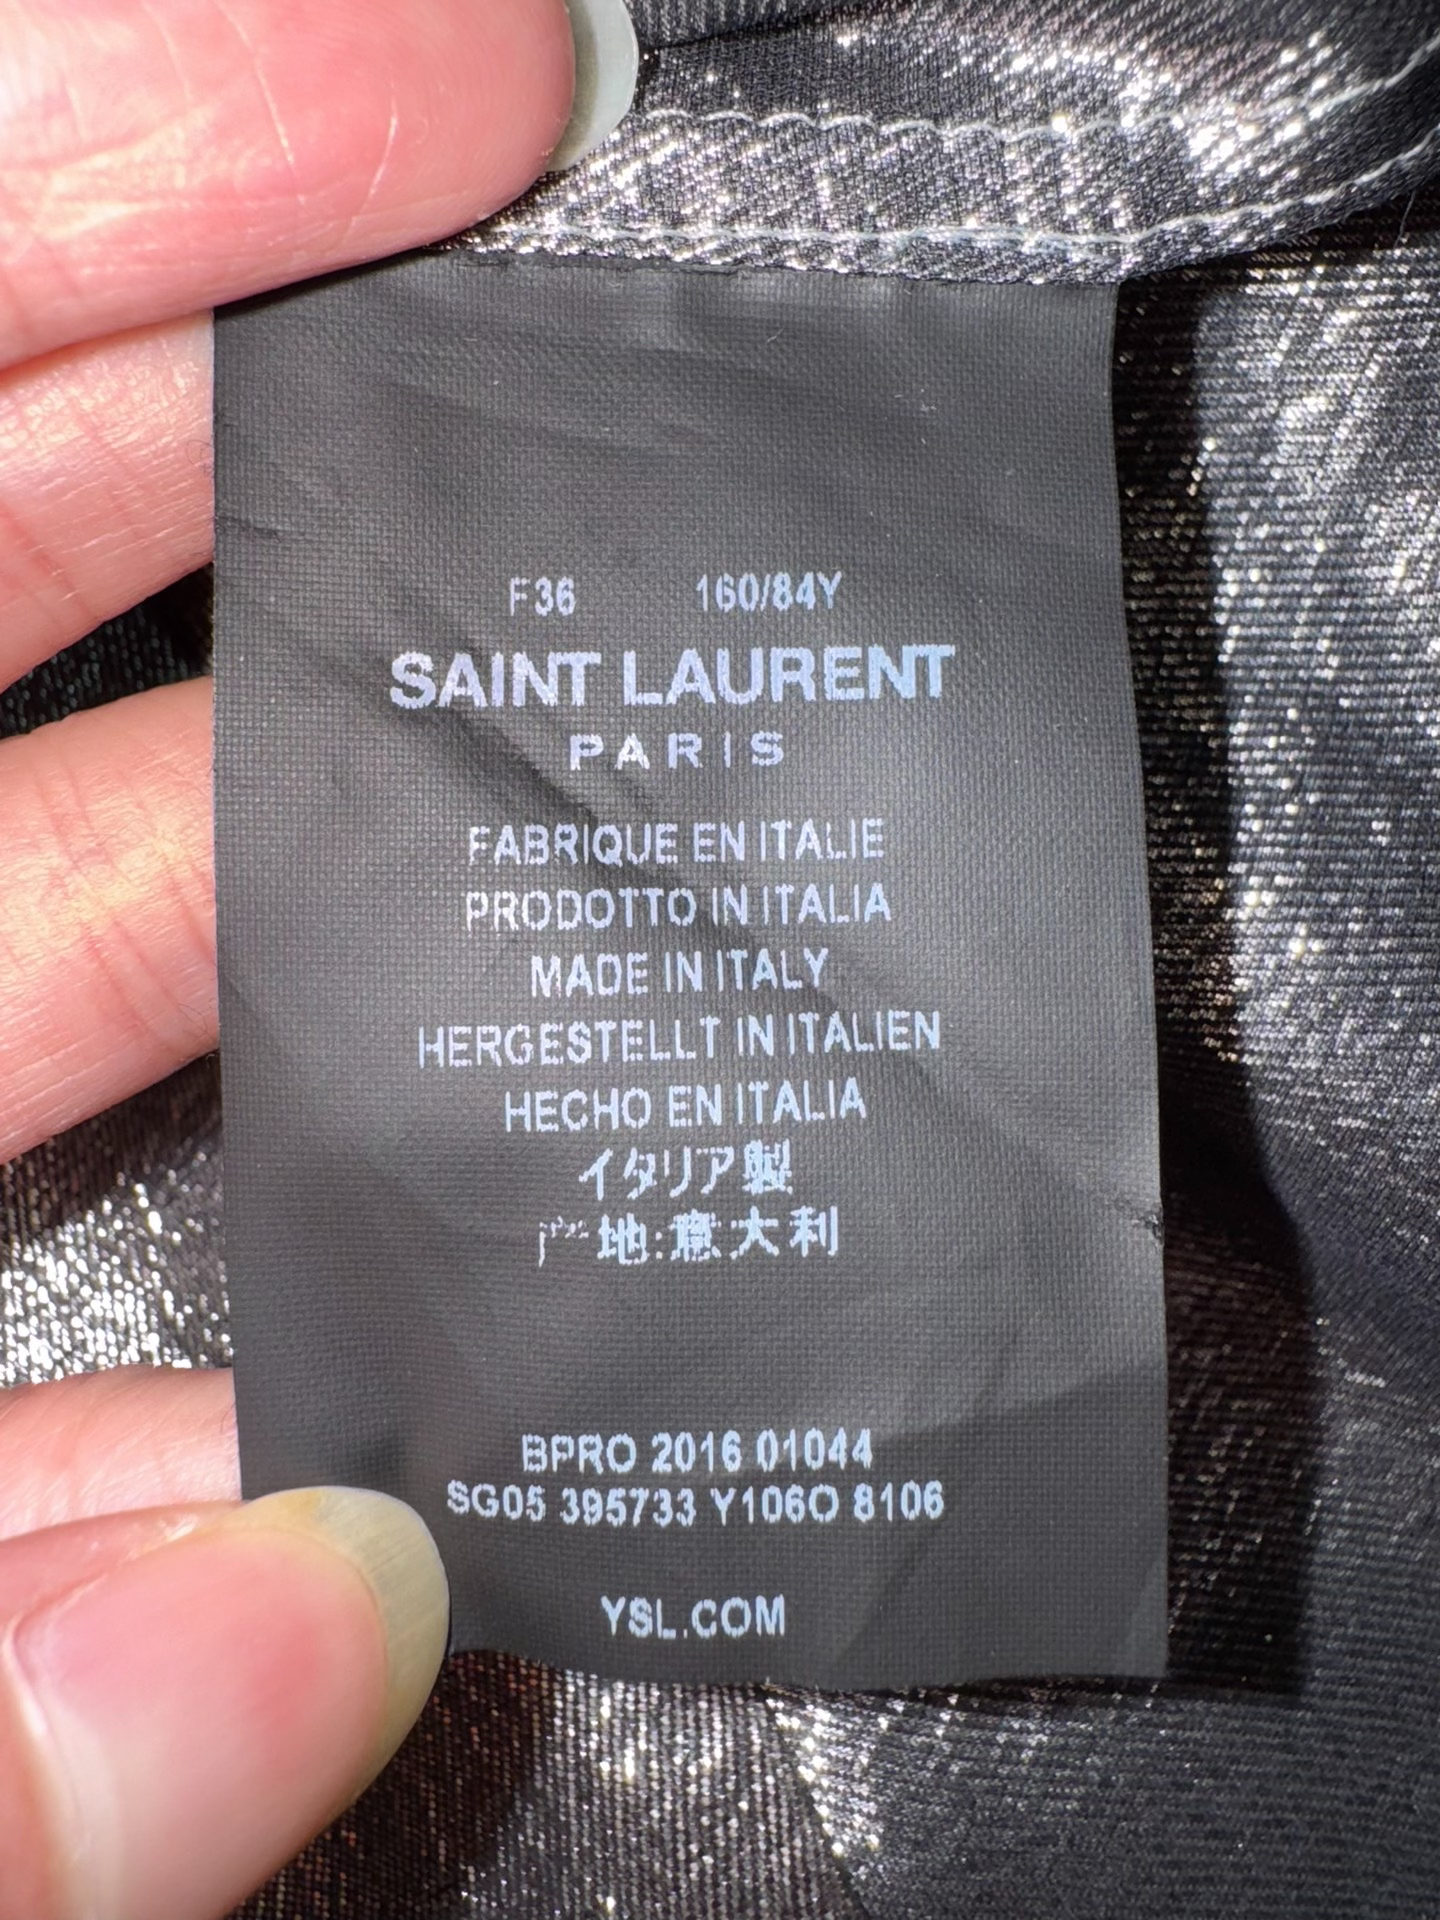 F36 160/84Y
SAINT LAURENT
PARIS
FABRIQUE EN ITALIE
PRODOTTO IN ITALIA
MADE IN ITALY
HERGESTELLT IN ITALIEN
HECHO EN ITALIA
イタリア製
产地:意大利
BPRO 2016 01044
SG05 395733 Y106O 8106
YSL.COM